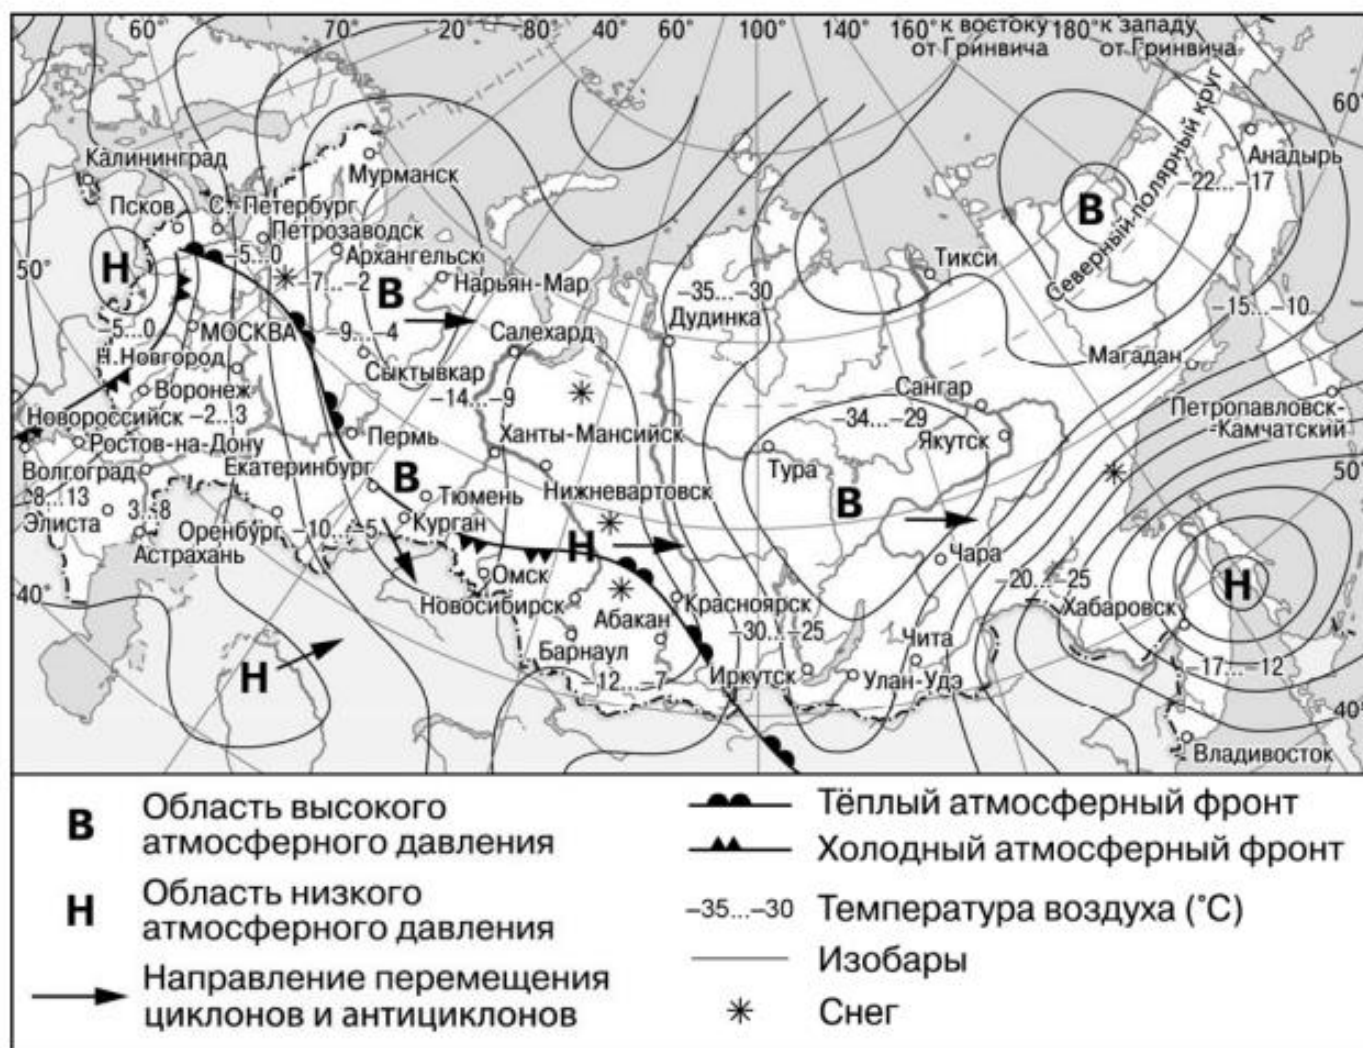 60°
70°
20°
80°
40°
60°
100°
140°
160° к востоку
от Гринвича
180° к западу
от Гринвича
60°
Северный полярный круг
Анадырь
−22...−17
В
Калининград
Мурманск
Псков
С.-Петербург
Петрозаводск
−5...0
Архангельск
−7...−2
В
Нарьян-Мар
50°
Н
Тикси
−35...−30
Дудинка
−15...−10
−5...0
МОСКВА
−9...−4
Салехард
Магадан
Н.Новгород
Сыктывкар
−14...−9
Сангар
Воронеж
Новороссийск
−2...3
−34...−29
Петропавловск-
-Камчатский
Ростов-на-Дону
Пермь
Ханты-Мансийск
Якутск
Тура
Волгоград
Екатеринбург
В
50°
8...13
Тюмень
Нижневартовск
В
Элиста
3...8
Оренбург
−10...−5
Курган
Астрахань
Н
Чара
40°
Омск
−20...−25
Н
Новосибирск
Абакан
Красноярск
Хабаровск
−30...−25
Барнаул
Чита
Н
−12...−7
Иркутск
Улан-Удэ
−17...−12
40°
Владивосток
В Область высокого
атмосферного давления
Н Область низкого
атмосферного давления
Направление перемещения
циклонов и антициклонов
Тёплый атмосферный фронт
Холодный атмосферный фронт
−35...−30 Температура воздуха (°C)
Изобары
Снег